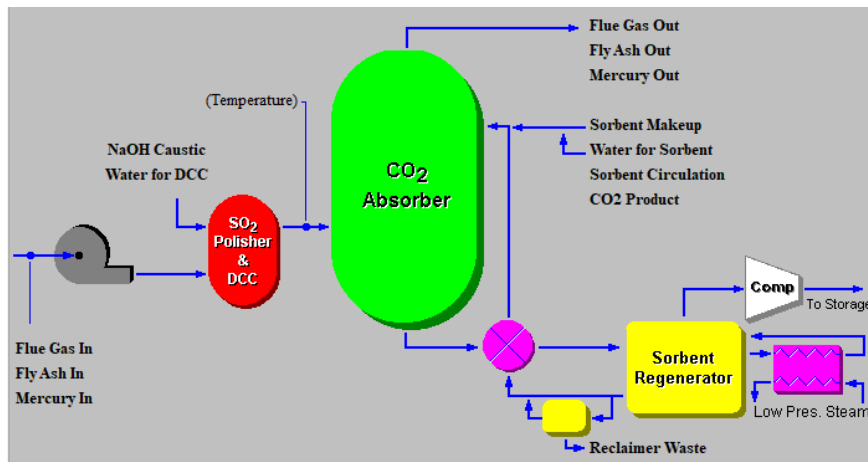 Flue Gas Out
Fly Ash Out
Mercury Out
(Temperature)
Sorbent Makeup
Water for Sorbent
Sorbent Circulation
CO2 Product
NaOH Caustic
Water for DCC
CO2
Absorber
SO2
Polisher
&
DCC
Comp
To Storage
Flue Gas In
Fly Ash In
Mercury In
Sorbent
Regenerator
Low Pres. Steam
Reclaimer Waste